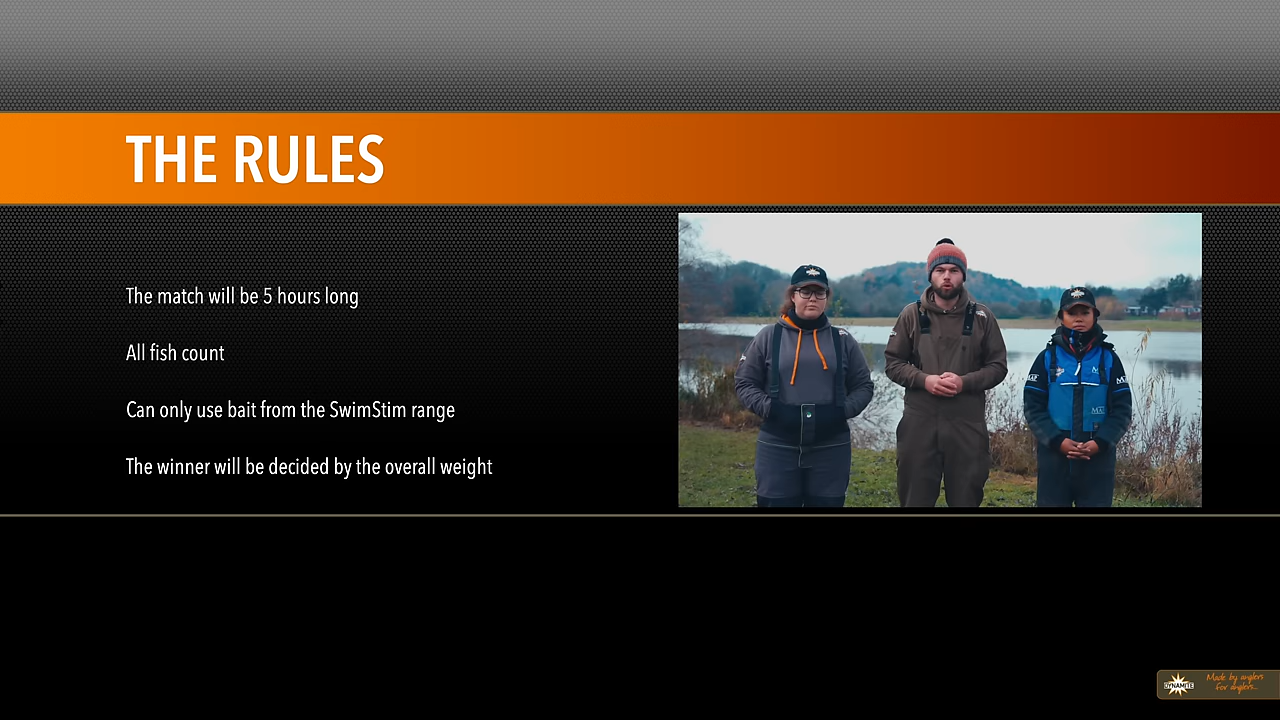 THE RULES
The match will be 5 hours long
All fish count
Can only use bait from the SwimStim range
The winner will be decided by the overall weight
DYNAMITE
Made by anglers
for anglers...